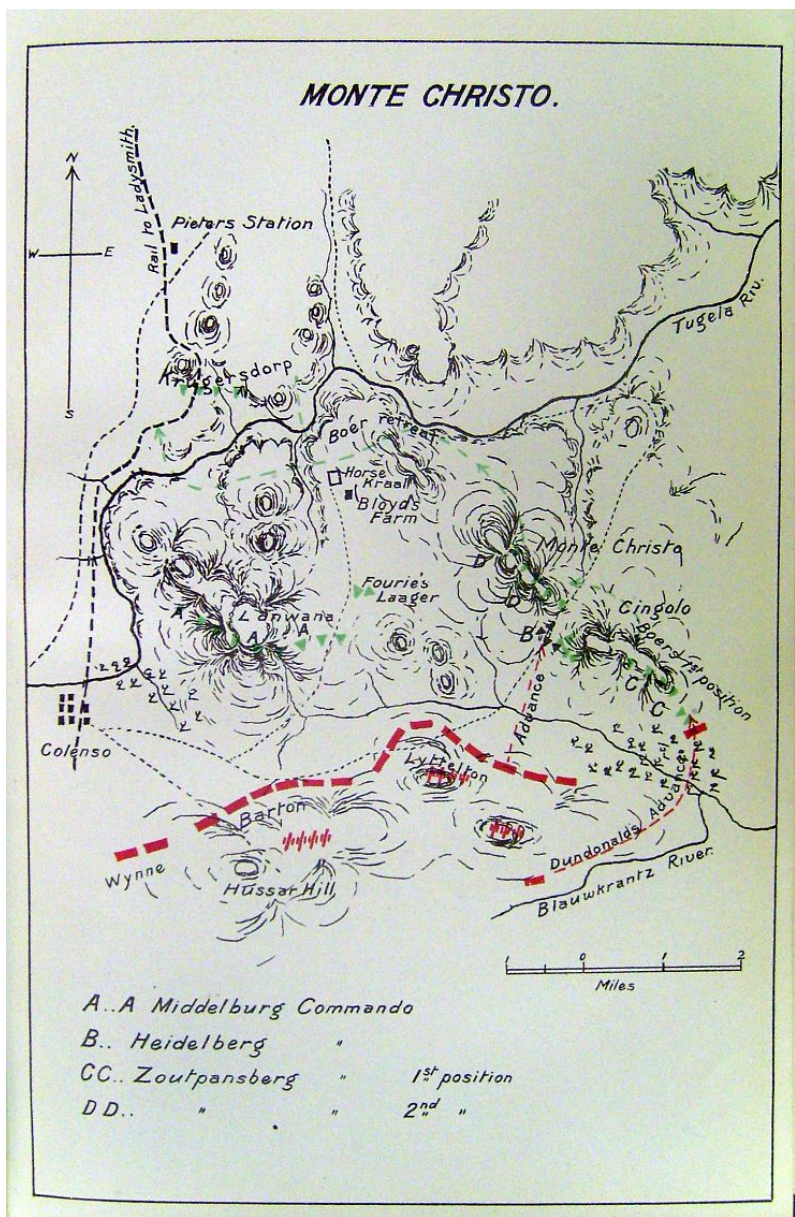 MONTE CHRISTO.
N
W
E
S
Rail to Ladysmith.
Pieters Station
Tugela Riv.
Krugersdorp
Boer retreat
Horse
Kraal
Bloyd's
Farm
Monte Christo
D
D
Fourie's
Laager
Cingolo
Boers 1st position
A
Lanwana
A
A
B
C
C
Colenso
Advance
Lyttelton
Barton
Dundonald's Advance
Wynne
Hussar Hill
Blauwkrantz River.
1 0 1 2
Miles
A..A Middelburg Commando
B.. Heidelberg "
CC.. Zoutpansberg " 1st position
DD.. " " 2nd "